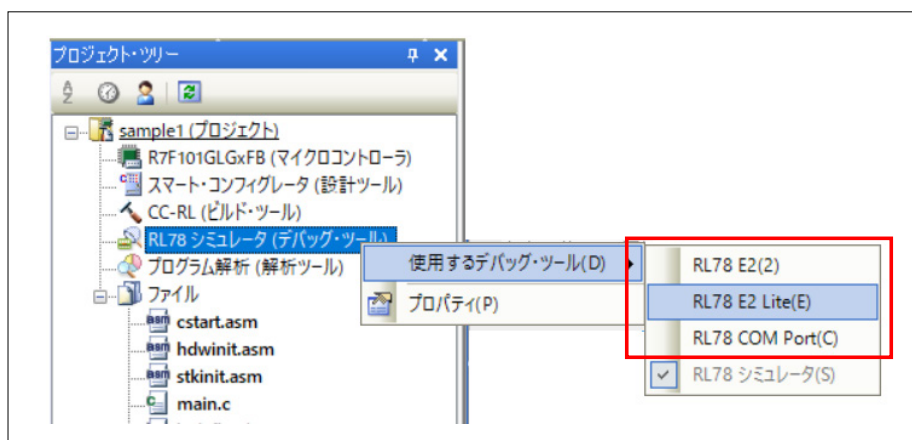 プロジェクト・ツリー
sample1 (プロジェクト)
R7F101GLGxFB (マイクロコントローラ)
スマート・コンフィグレータ (設計ツール)
CC-RL (ビルド・ツール)
RL78 シミュレータ (デバッグ・ツール)
プログラム解析 (解析ツール)
ファイル
cstart.asm
hdwinit.asm
stkinit.asm
main.c
使用するデバッグ・ツール(D)
プロパティ(P)
RL78 E2(2)
RL78 E2 Lite(E)
RL78 COM Port(C)
RL78 シミュレータ(S)